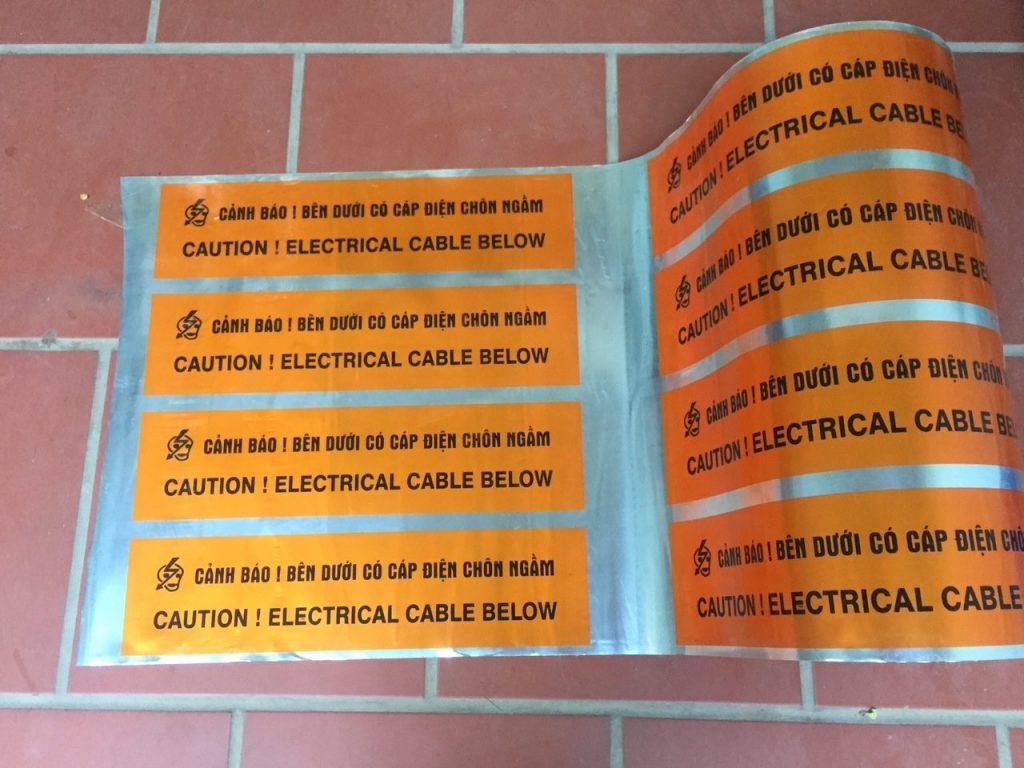 CẢNH BÁO ! BÊN DƯỚI CÓ CÁP ĐIỆN CHÔN NGẦM
CAUTION ! ELECTRICAL CABLE BELOW
CẢNH BÁO ! BÊN DƯỚI CÓ CÁP ĐIỆN CHÔN NGẦM
CAUTION ! ELECTRICAL CABLE BELOW
CẢNH BÁO ! BÊN DƯỚI CÓ CÁP ĐIỆN CHÔN NGẦM
CAUTION ! ELECTRICAL CABLE BELOW
CẢNH BÁO ! BÊN DƯỚI CÓ CÁP ĐIỆN CHÔN NGẦM
CAUTION ! ELECTRICAL CABLE BELOW
CẢNH BÁO ! BÊN DƯỚI CÓ CÁP ĐIỆN CHÔN
CAUTION ! ELECTRICAL CABLE
CẢNH BÁO ! BÊN DƯỚI CÓ CÁP ĐIỆN CHÔN
CAUTION ! ELECTRICAL CABLE
CẢNH BÁO ! BÊN DƯỚI CÓ CÁP ĐIỆN CHÔN
CAUTION ! ELECTRICAL CABLE
CẢNH BÁO ! BÊN DƯỚI CÓ CÁP ĐIỆN
CAUTION ! ELECTRICAL CABLE